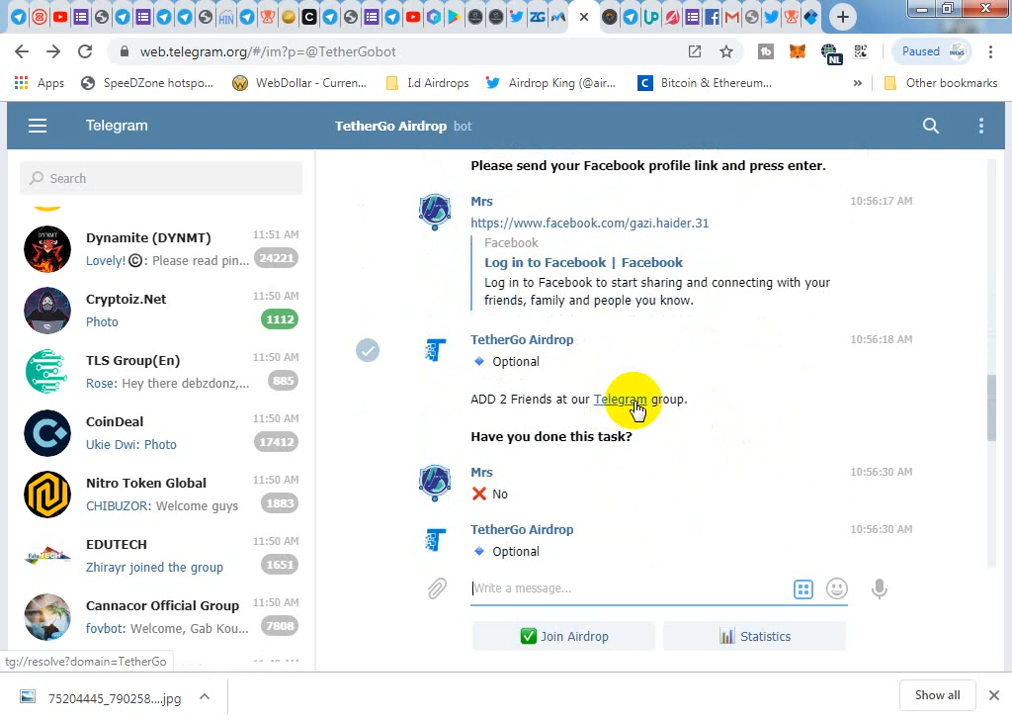 web.telegram.org/#/im?p=@TetherGobot
Paused
NL
Apps
SpeeDZone hotspo...
WebDollar - Curren...
I.d Airdrops
Airdrop King (@air...
Bitcoin & Ethereum...
»
Other bookmarks
Telegram
TetherGo Airdrop bot
Search
Dynamite (DYNMT)
11:51 AM
Lovely! ©: Please read pin...
24221
Cryptoiz.Net
11:50 AM
Photo
1112
TLS Group(En)
11:50 AM
Rose: Hey there debzdonz,...
885
CoinDeal
11:50 AM
Ukie Dwi: Photo
17412
Nitro Token Global
11:50 AM
CHIBUZOR: Welcome guys
1883
EDUTECH
11:50 AM
Zhirayr joined the group
1651
Cannacor Official Group
11:50 AM
fovbot: Welcome, Gab Kou...
7808
Please send your Facebook profile link and press enter.
Mrs
10:56:17 AM
https://www.facebook.com/gazi.haider.31
Facebook
Log in to Facebook | Facebook
Log in to Facebook to start sharing and connecting with your
friends, family and people you know.
TetherGo Airdrop
10:56:18 AM
Optional
ADD 2 Friends at our Telegram group.
Have you done this task?
Mrs
10:56:30 AM
No
TetherGo Airdrop
10:56:30 AM
Optional
Write a message...
Join Airdrop
Statistics
tg://resolve?domain=TetherGo
75204445_790258....jpg
Show all